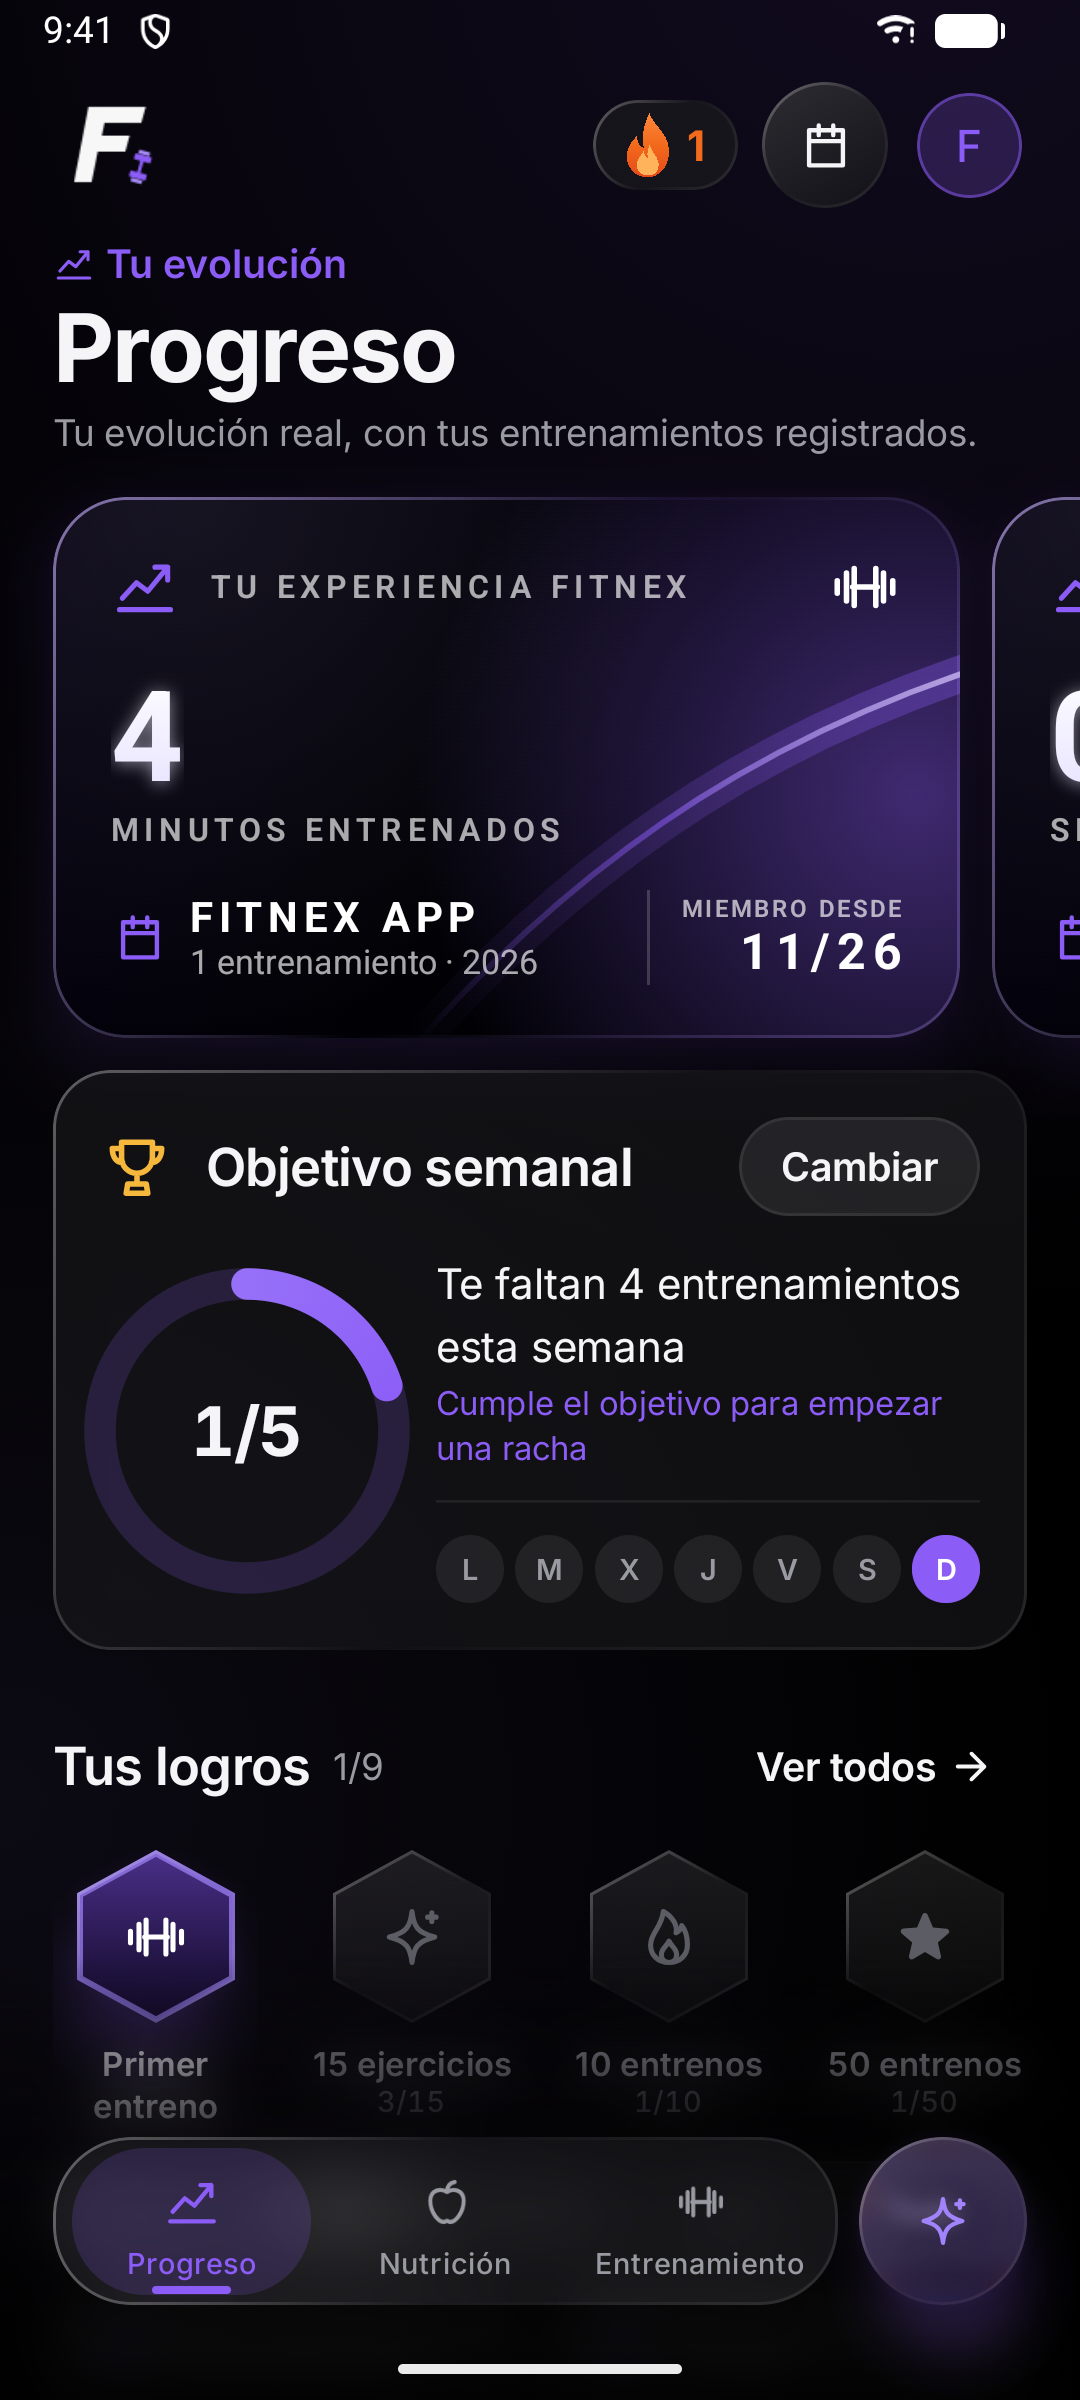 9:41
F
1
F
Tu evolución
Progreso
Tu evolución real, con tus entrenamientos registrados.
TU EXPERIENCIA FITNEX
4
MINUTOS ENTRENADOS
FITNEX APP
1 entrenamiento · 2026
MIEMBRO DESDE
11/26
Objetivo semanal
Cambiar
1/5
Te faltan 4 entrenamientos
esta semana
Cumple el objetivo para empezar
una racha
L M X J V S D
Tus logros 1/9
Ver todos →
Primer
entreno
15 ejercicios
3/15
10 entrenos
1/10
50 entrenos
1/50
Progreso
Nutrición
Entrenamiento